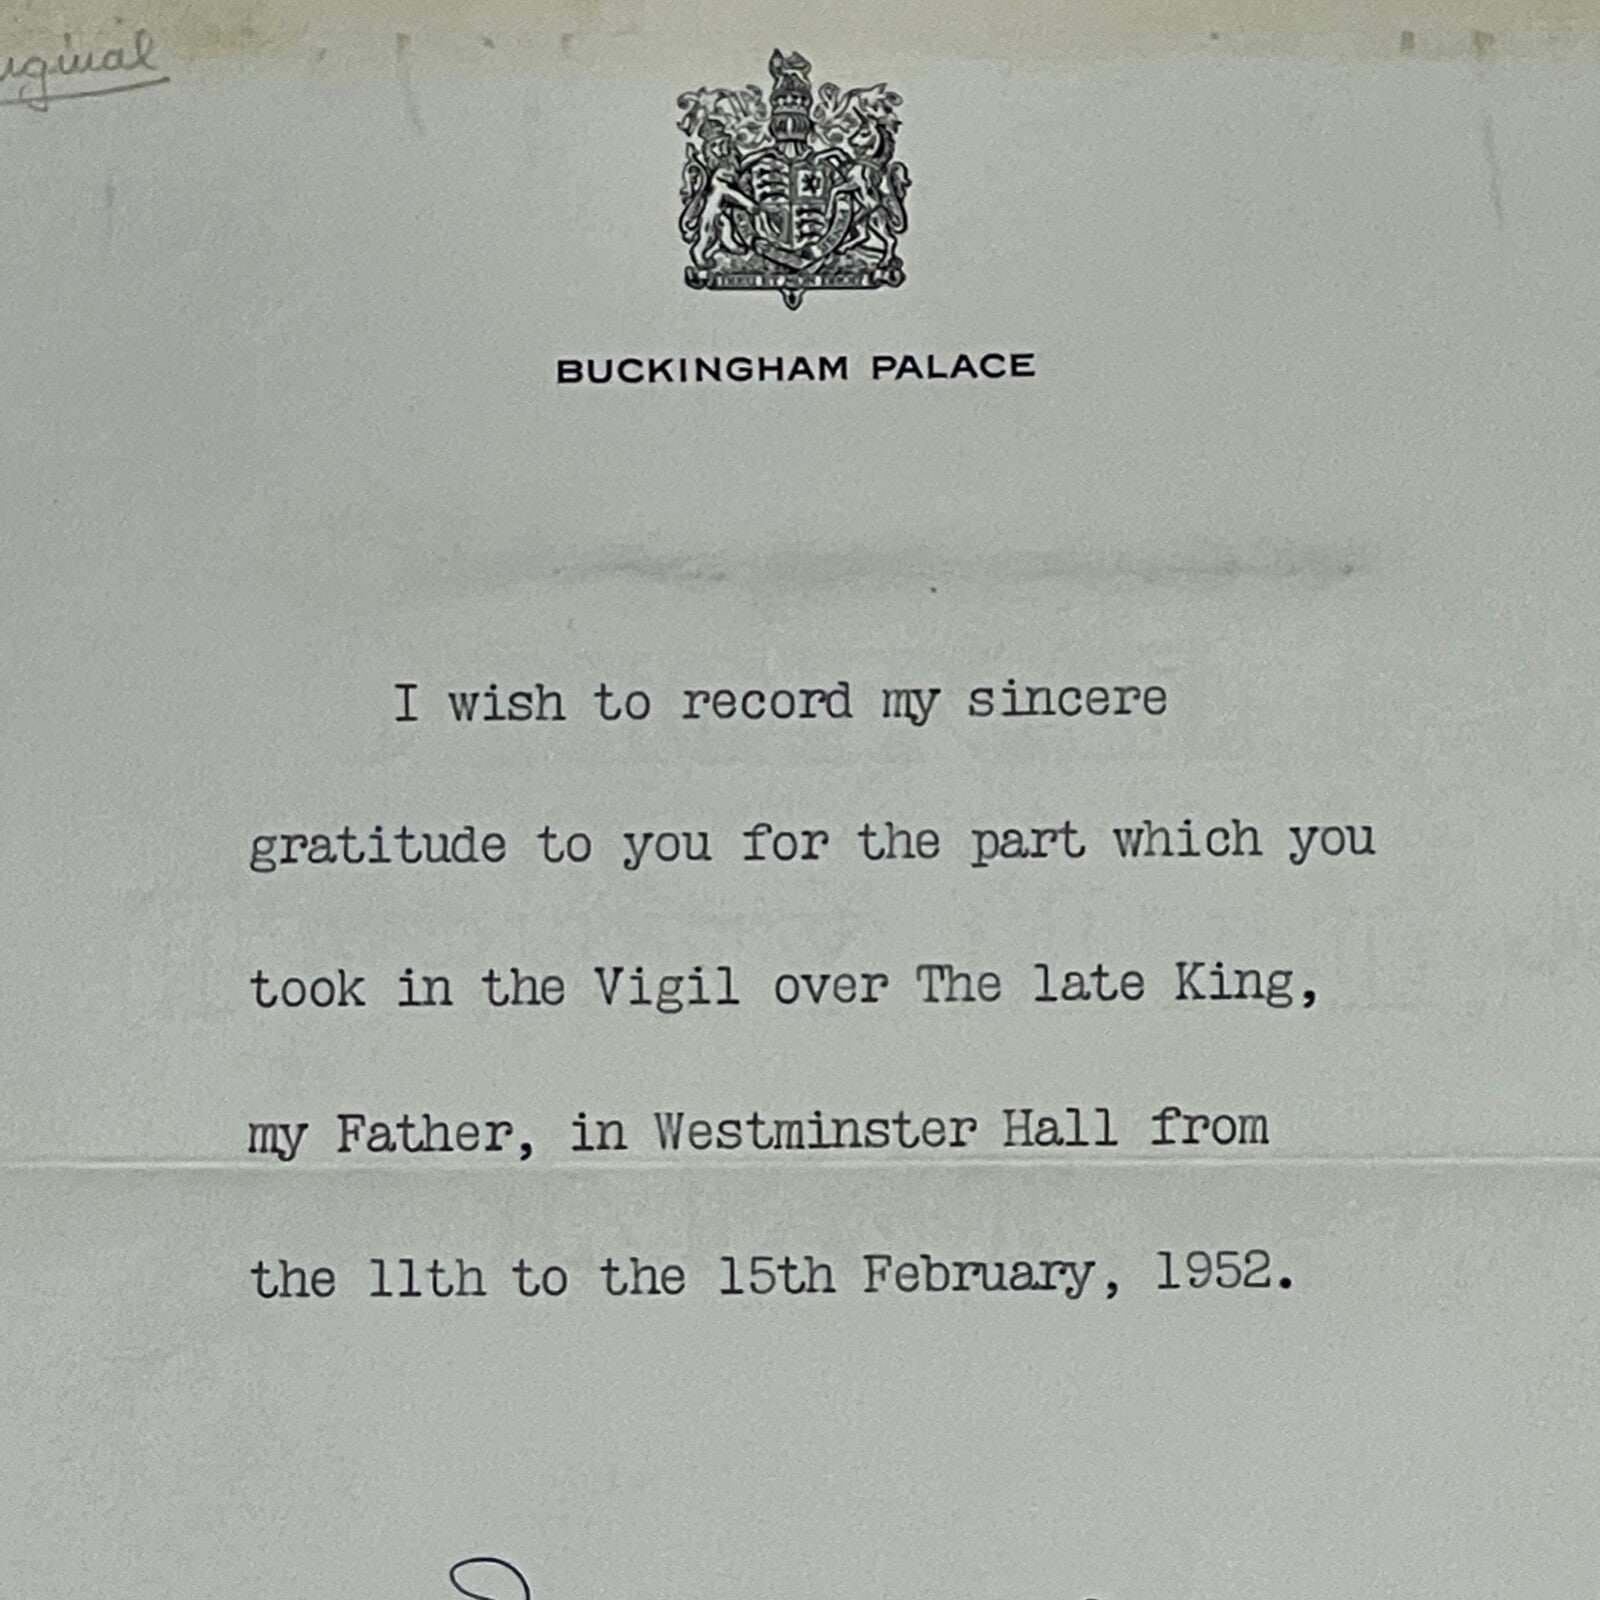 BUCKINGHAM PALACE
I wish to record my sincere
gratitude to you for the part which you
took in the Vigil over The late King,
my Father, in Westminster Hall from
the 11th to the 15th February, 1952.